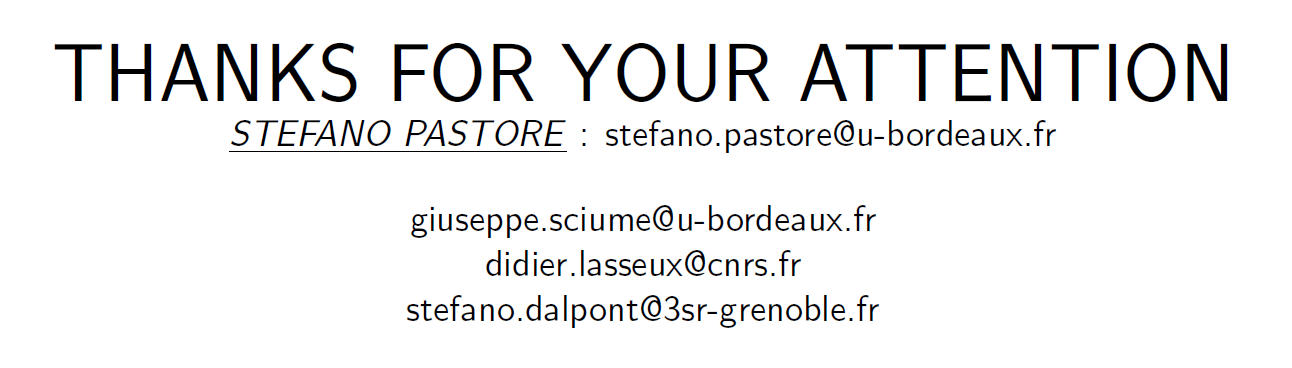 THANKS FOR YOUR ATTENTION
STEFANO PASTORE : stefano.pastore@u-bordeaux.fr
giuseppe.sciume@u-bordeaux.fr
didier.lasseux@cnrs.fr
stefano.dalpont@3sr-grenoble.fr